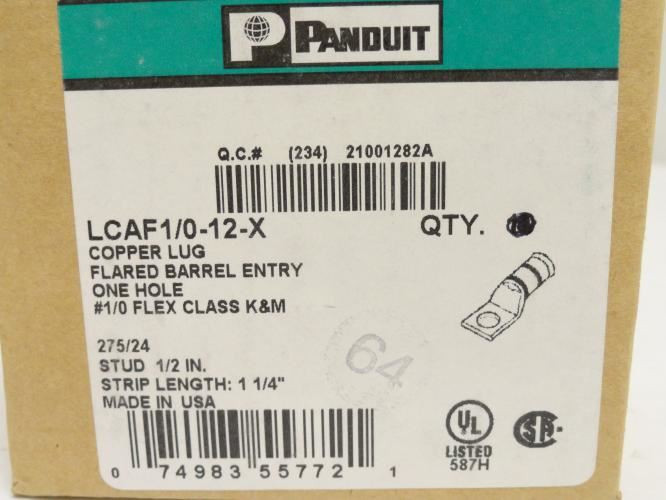 P PANDUIT
Q.C.# (234) 21001282A
LCAF1/0-12-X QTY.
COPPER LUG
FLARED BARREL ENTRY
ONE HOLE
#1/0 FLEX CLASS K&M
275/24
STUD 1/2 IN.
STRIP LENGTH: 1 1/4"
MADE IN USA
64
UL
LISTED
587H
SA
0 74983 55772 1